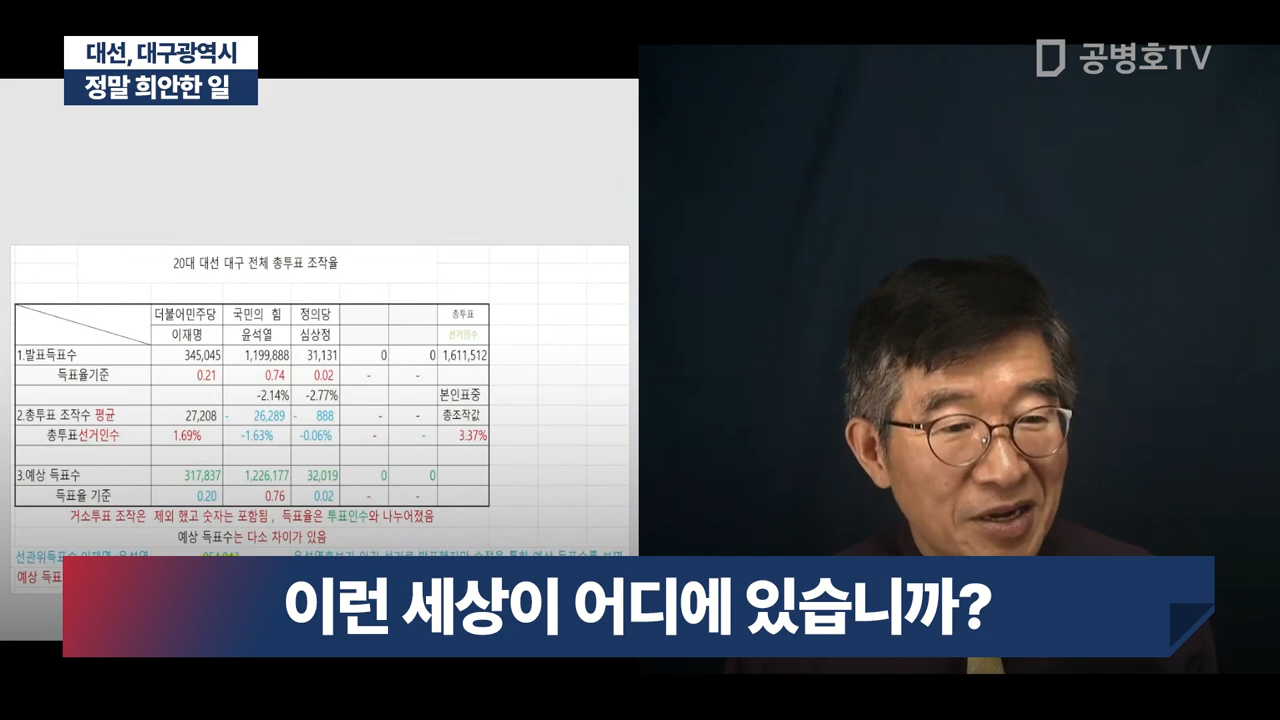 대선, 대구광역시
정말 희안한 일
공병호TV
20대 대선 대구 전체 총투표 조작율
더불어민주당 국민의 힘 정의당 총투표
이재명 윤석열 심상정 선거인수
1.발표득표수 345,045 1,199,888 31,131 0 0 1,611,512
득표율기준 0.21 0.74 0.02 - -
-2.14% -2.77% 본인표중
2.총투표 조작수 평균 27,208 - 26,289 - 888 - - 총조작값
총투표선거인수 1.69% -1.63% -0.06% - - 3.37%
3.예상 득표수 317,837 1,226,177 32,019 0 0
득표율 기준 0.20 0.76 0.02 - -
거소투표 조작은 제외 했고 숫자는 포함됨 , 득표율은 투표인수와 나누어졌음
예상 득표수는 다소 차이가 있음
예상 득표
이런 세상이 어디에 있습니까?